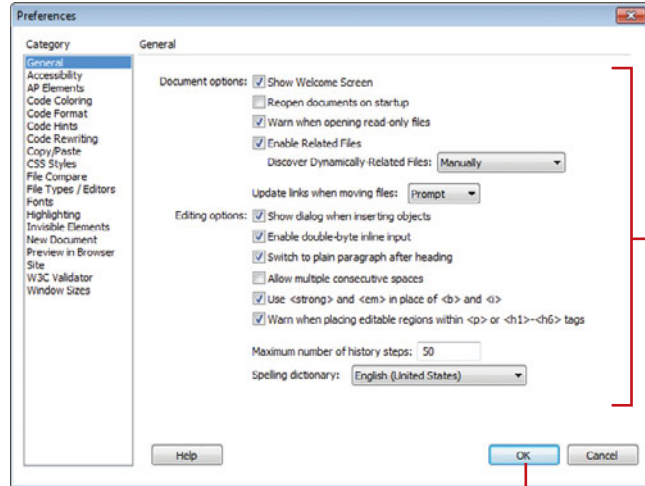 Preferences
Category
General
General
Accessibility
AP Elements
Code Coloring
Code Format
Code Hints
Code Rewriting
Copy/Paste
CSS Styles
File Compare
File Types / Editors
Fonts
Highlighting
Invisible Elements
New Document
Preview in Browser
Site
W3C Validator
Window Sizes
Document options: Show Welcome Screen
Reopen documents on startup
Warn when opening read-only files
Enable Related Files
Discover Dynamically-Related Files: Manually
Update links when moving files: Prompt
Editing options: Show dialog when inserting objects
Enable double-byte inline input
Switch to plain paragraph after heading
Allow multiple consecutive spaces
Use <strong> and <em> in place of <b> and <i>
Warn when placing editable regions within <p> or <h1>-<h6> tags
Maximum number of history steps: 50
Spelling dictionary: English (United States)
Help OK Cancel